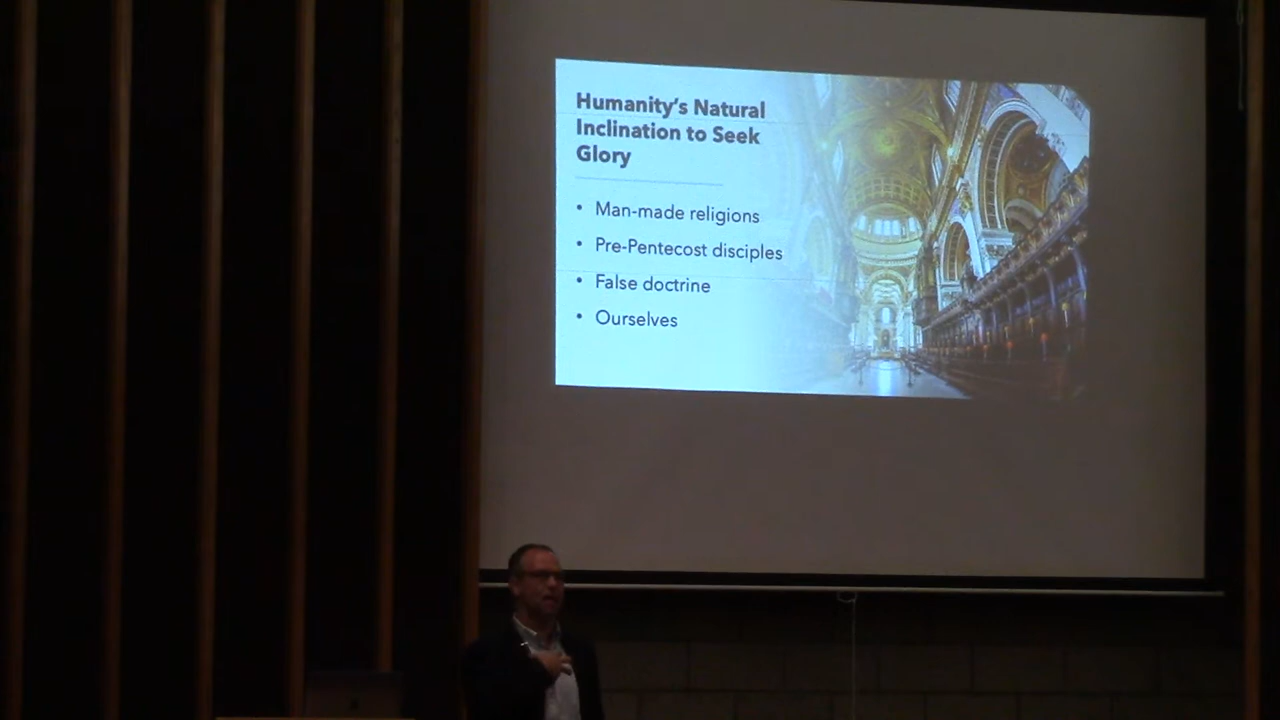 Humanity's Natural
Inclination to Seek
Glory
• Man-made religions
• Pre-Pentecost disciples
• False doctrine
• Ourselves